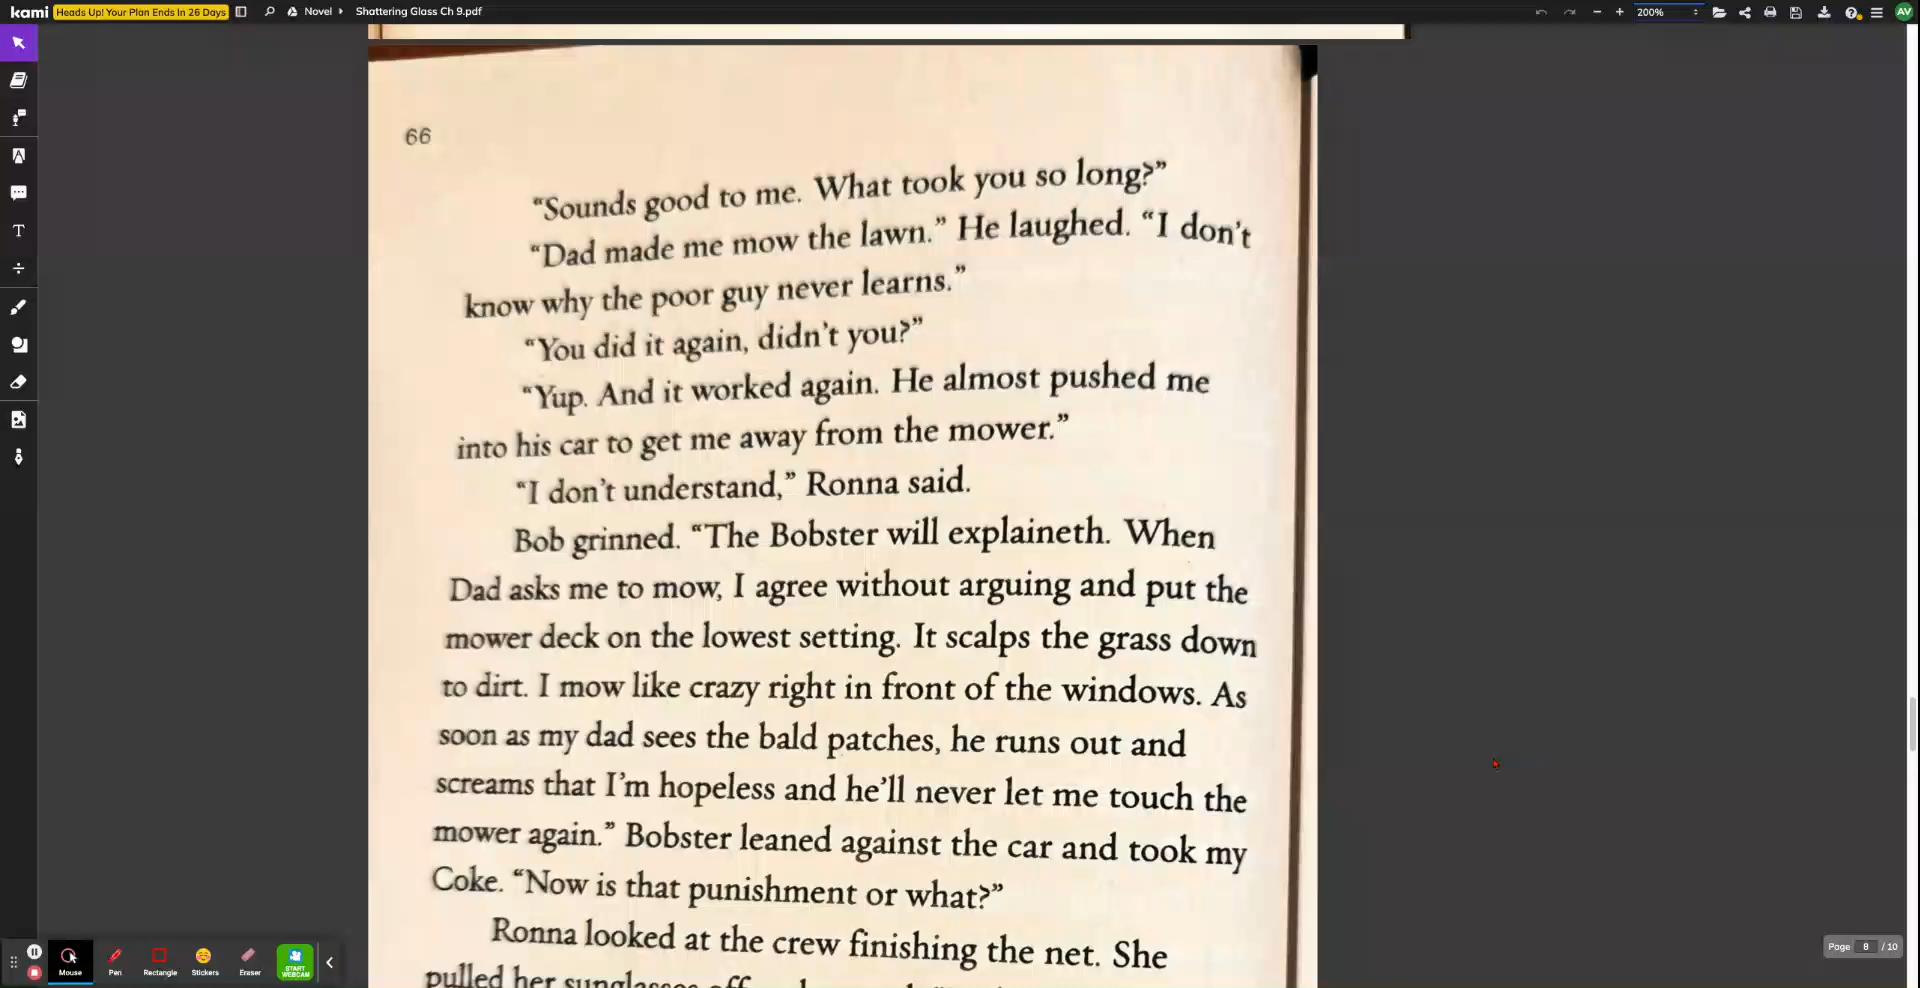 kami Heads Up! Your Plan Ends In 26 Days Novel Shattering Glass Ch 9.pdf 200% AV
66
“Sounds good to me. What took you so long?”
“Dad made me mow the lawn.” He laughed. “I don’t
know why the poor guy never learns.”
“You did it again, didn’t you?”
“Yup. And it worked again. He almost pushed me
into his car to get me away from the mower.”
“I don’t understand,” Ronna said.
Bob grinned. “The Bobster will explaineth. When
Dad asks me to mow, I agree without arguing and put the
mower deck on the lowest setting. It scalps the grass down
to dirt. I mow like crazy right in front of the windows. As
soon as my dad sees the bald patches, he runs out and
screams that I’m hopeless and he’ll never let me touch the
mower again.” Bobster leaned against the car and took my
Coke. “Now is that punishment or what?”
Ronna looked at the crew finishing the net. She
pulled her sunglasses
Mouse Pen Rectangle Stickers Eraser START WEBCAM
Page 8 / 10